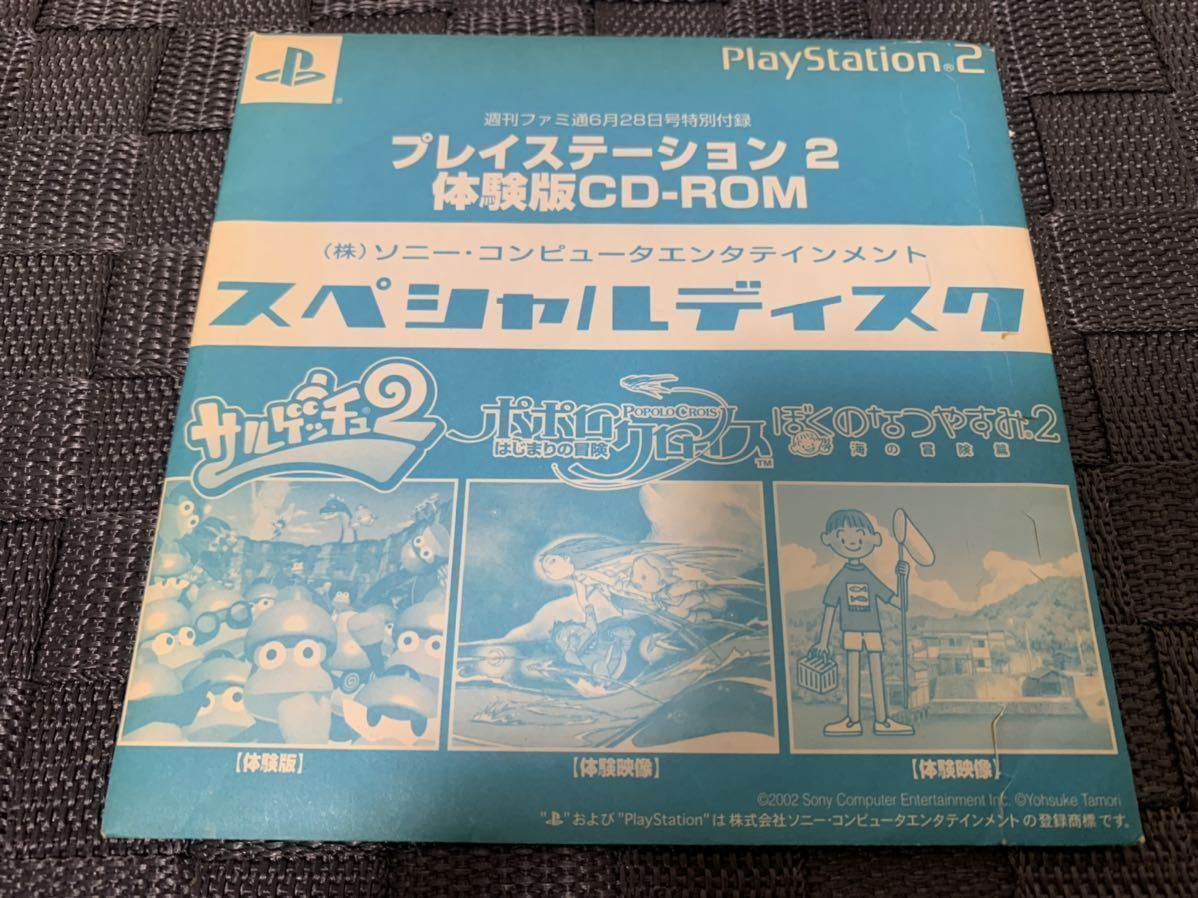 PlayStation®2
週刊ファミ通6月28日号特別付録
プレイステーション 2
体験版CD-ROM
(株)ソニー・コンピュータエンタテインメント
スペシャルディスク
サルゲッチュ®2
ポポロクロイス
POPOLOCROIS
はじまりの冒険
TM
ぼくのなつやすみ®2
海の冒険篇
【体験版】
【体験映像】
【体験映像】
©2002 Sony Computer Entertainment Inc. ©Yohsuke Tamori
"PS"および"PlayStation"は株式会社ソニー・コンピュータエンタテインメントの登録商標です。